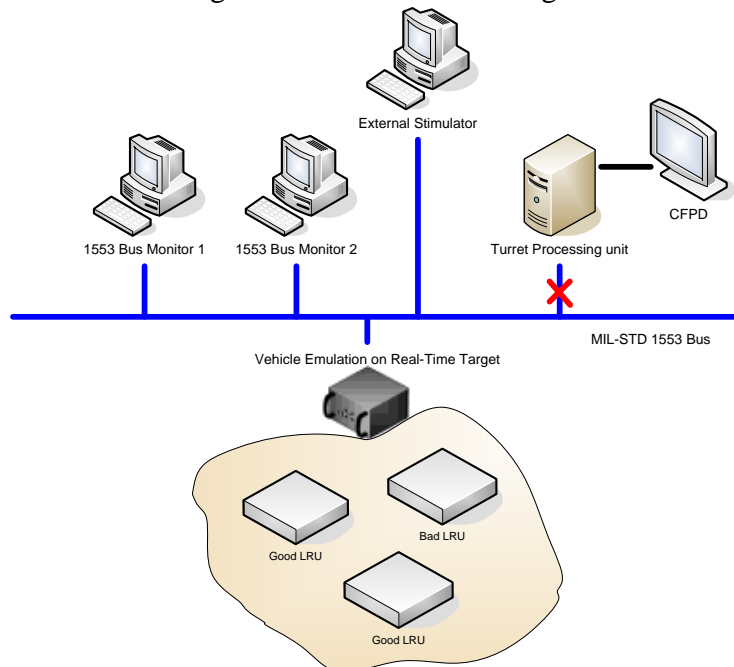 External Stimulator
CFPD
1553 Bus Monitor 1
1553 Bus Monitor 2
Turret Processing unit
MIL-STD 1553 Bus
Vehicle Emulation on Real-Time Target
Bad LRU
Good LRU
Good LRU